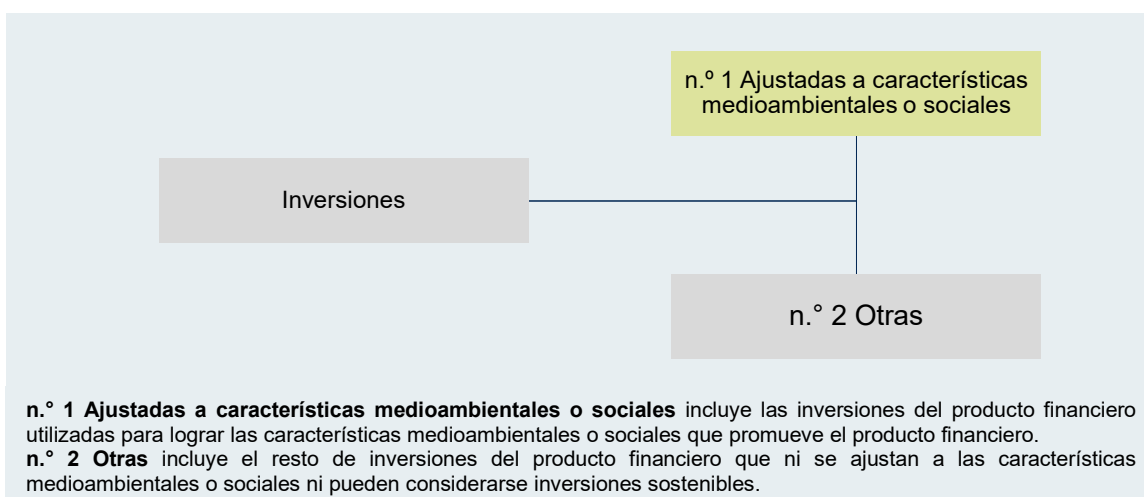 n.º 1 Ajustadas a características
medioambientales o sociales
Inversiones
n.° 2 Otras
n.° 1 Ajustadas a características medioambientales o sociales incluye las inversiones del producto financiero
utilizadas para lograr las características medioambientales o sociales que promueve el producto financiero.
n.° 2 Otras incluye el resto de inversiones del producto financiero que ni se ajustan a las características
medioambientales o sociales ni pueden considerarse inversiones sostenibles.